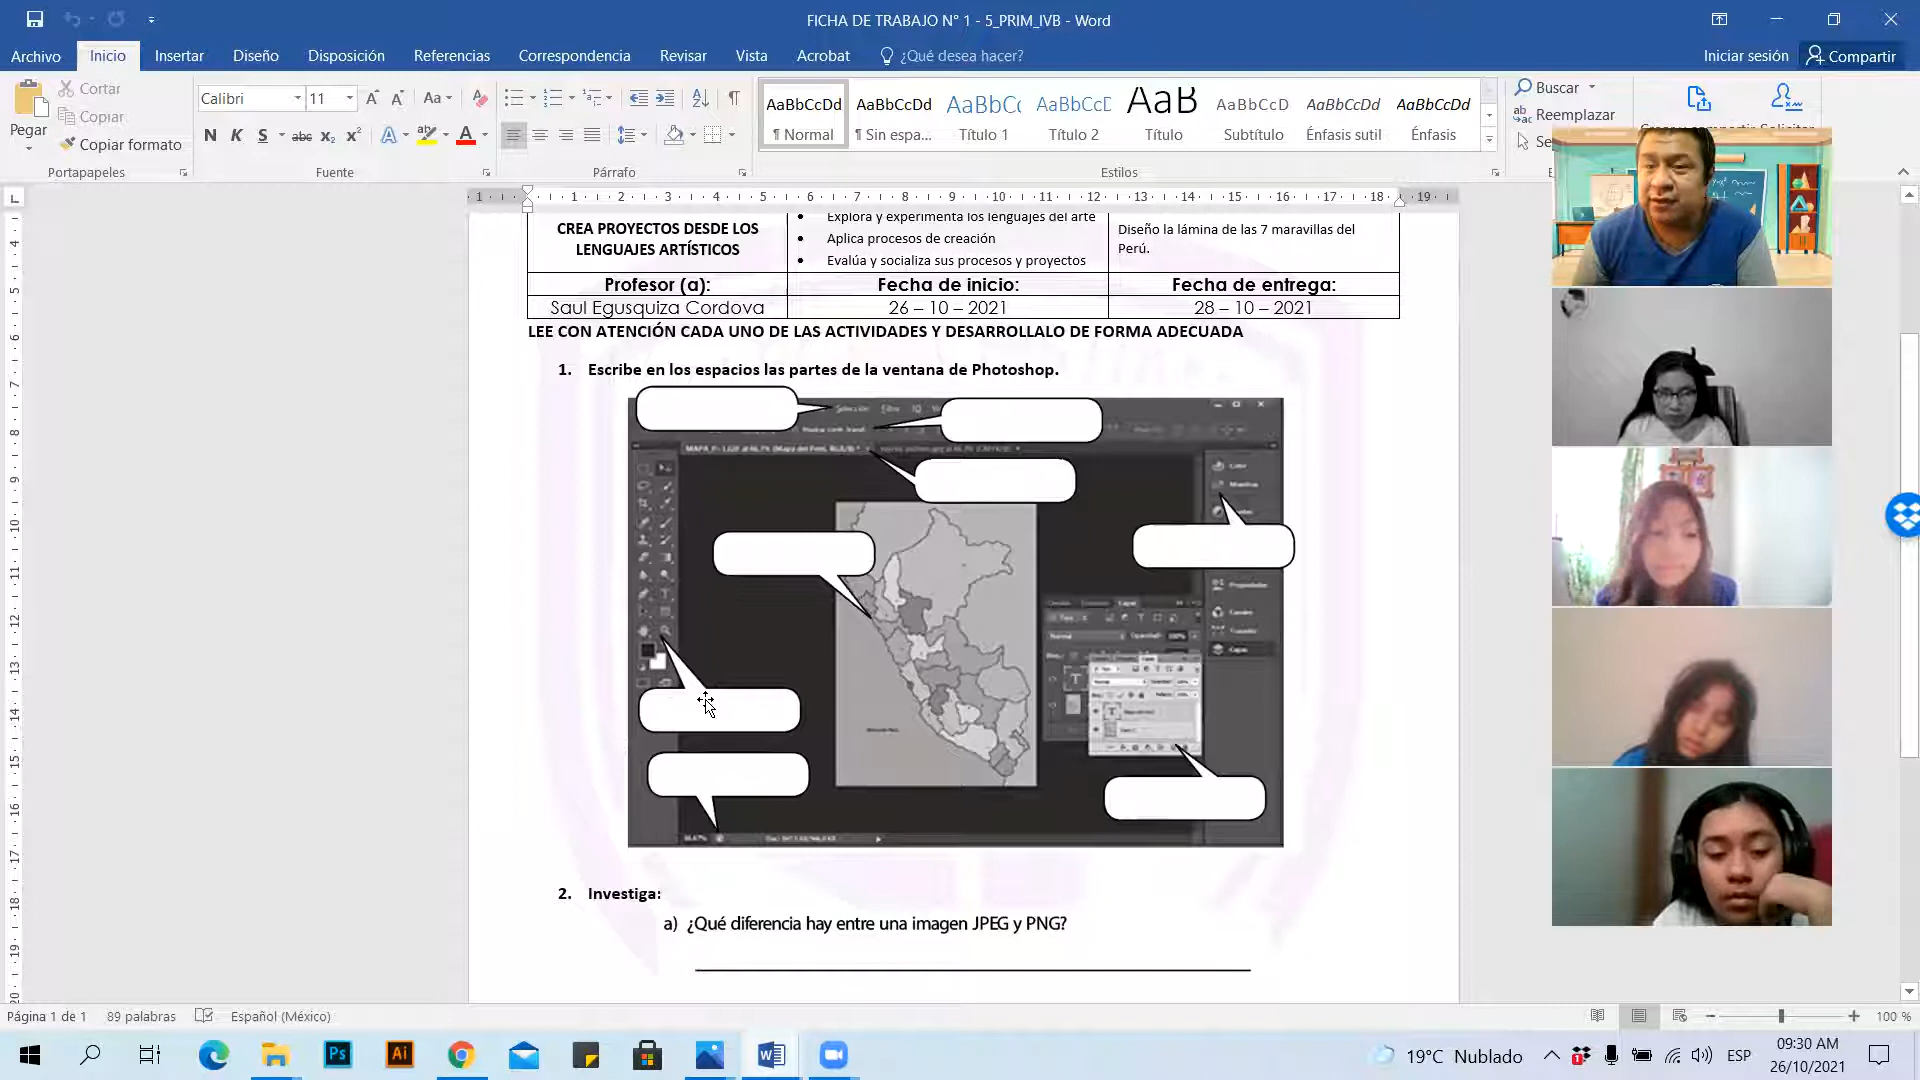 FICHA DE TRABAJO N° 1 - 5_PRIM_IVB - Word
Archivo Inicio Insertar Diseño Disposición Referencias Correspondencia Revisar Vista Acrobat ¿Qué desea hacer? Iniciar sesión Compartir
Pegar
Cortar
Copiar
Copiar formato
Portapapeles
Calibri 11
N K S abc x₂ x²
Fuente
Párrafo
AaBbCcDd AaBbCcDd AaBbCc AaBbCcD AaB AaBbCcD AaBbCcDd AaBbCcDd
¶ Normal ¶ Sin espa... Título 1 Título 2 Título Subtítulo Énfasis sutil Énfasis
Estilos
Buscar
Reemplazar
CREA PROYECTOS DESDE LOS LENGUAJES ARTÍSTICOS
• Explora y experimenta los lenguajes del arte
• Aplica procesos de creación
• Evalúa y socializa sus procesos y proyectos
Diseño la lámina de las 7 maravillas del
Perú.
Profesor (a): Fecha de inicio: Fecha de entrega:
Saul Egusquiza Cordova 26 – 10 – 2021 28 – 10 – 2021
LEE CON ATENCIÓN CADA UNO DE LAS ACTIVIDADES Y DESARROLLALO DE FORMA ADECUADA
1. Escribe en los espacios las partes de la ventana de Photoshop.
2. Investiga:
a) ¿Qué diferencia hay entre una imagen JPEG y PNG?
Página 1 de 1 89 palabras Español (México) 100 %
Ps Ai
19°C Nublado ESP
09:30 AM
26/10/2021